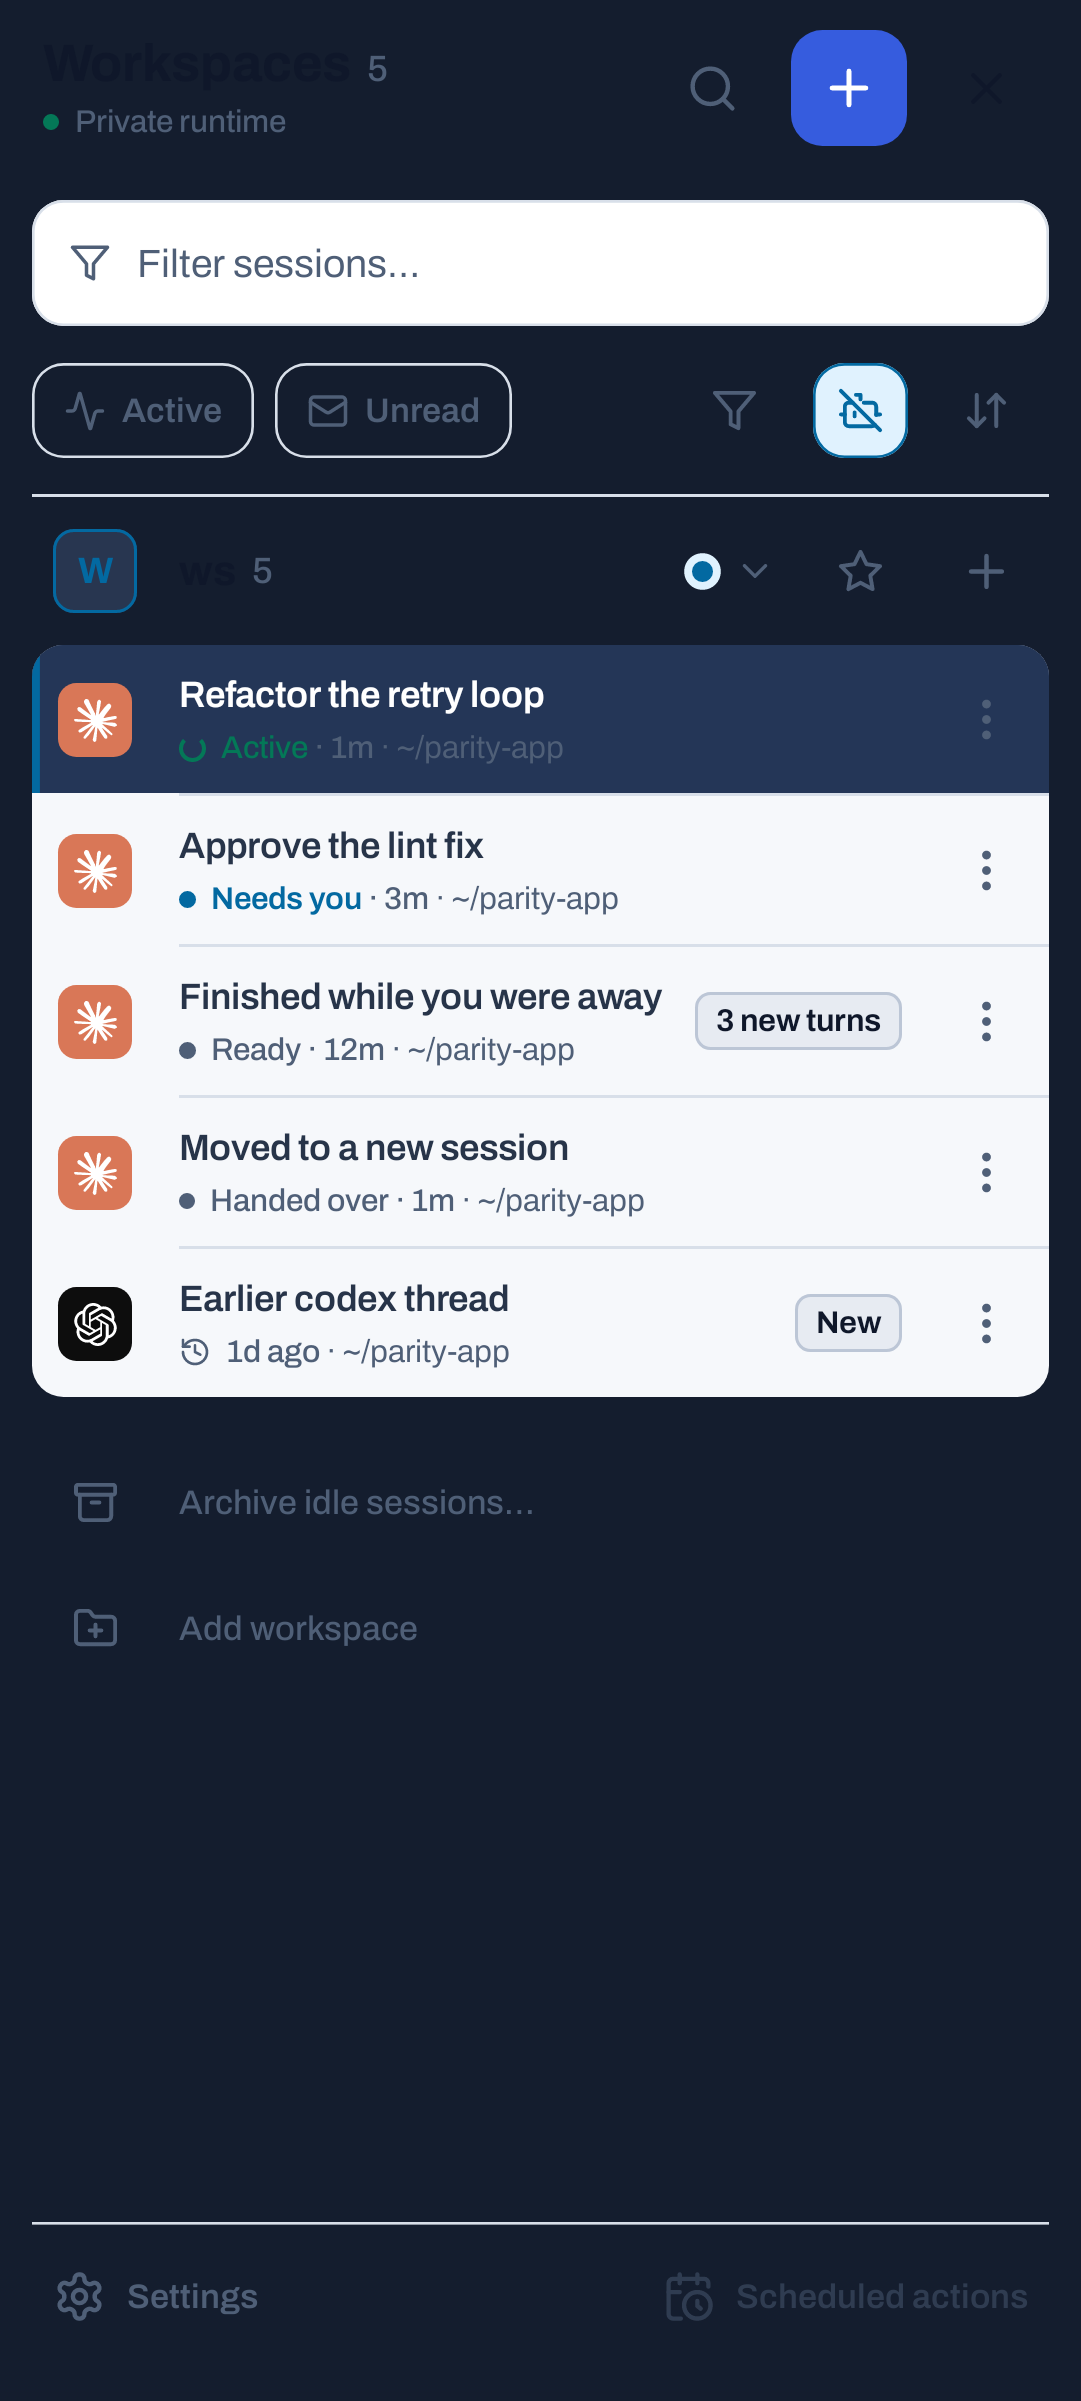 Workspaces 5
Private runtime
Filter sessions...
Active
Unread
W
ws 5
Refactor the retry loop
Active · 1m · ~/parity-app
Approve the lint fix
Needs you · 3m · ~/parity-app
Finished while you were away
3 new turns
Ready · 12m · ~/parity-app
Moved to a new session
Handed over · 1m · ~/parity-app
Earlier codex thread
New
1d ago · ~/parity-app
Archive idle sessions...
Add workspace
Settings
Scheduled actions